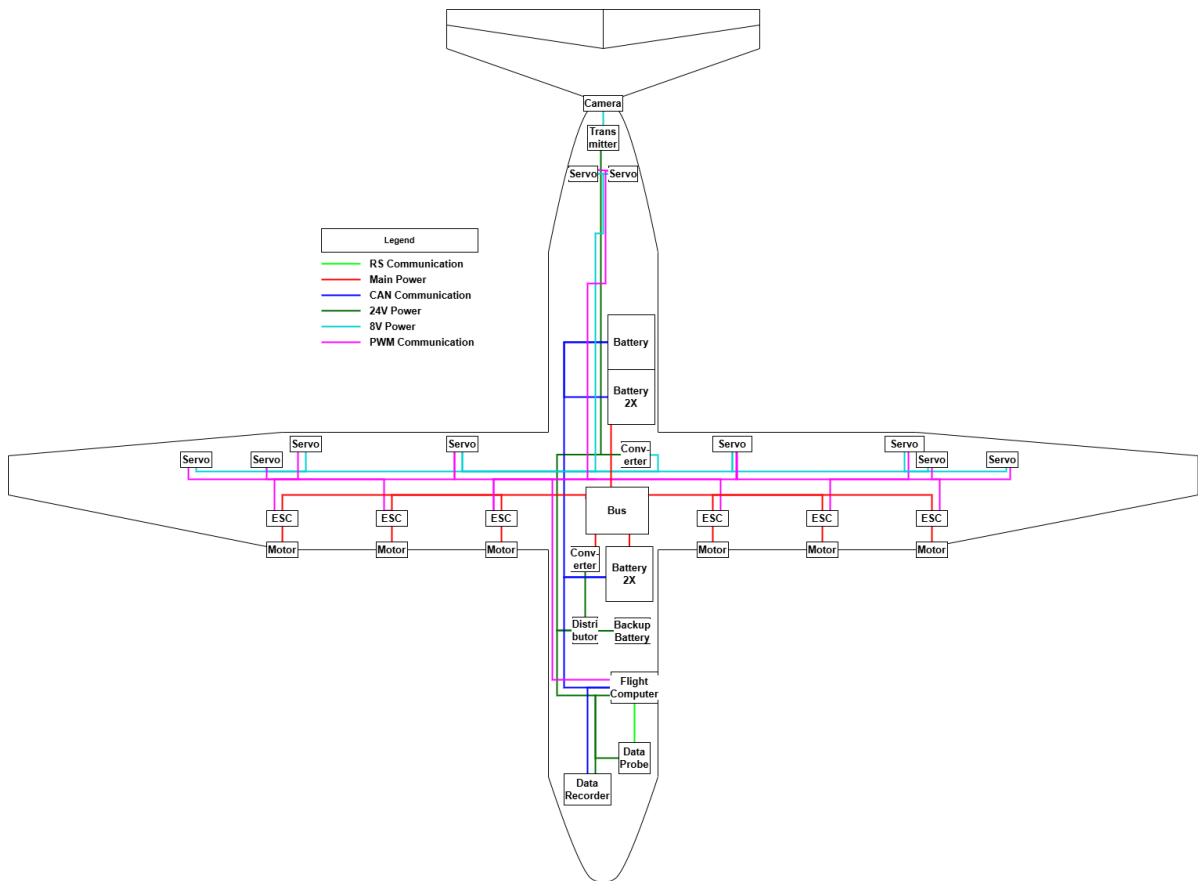 Camera
Trans
mitter
Servo
Servo
Legend
RS Communication
Main Power
CAN Communication
24V Power
8V Power
PWM Communication
Battery
Battery
2X
Servo
Servo
Servo
Servo
Servo
Servo
Conv-
erter
Servo
Servo
Bus
ESC
ESC
ESC
ESC
ESC
ESC
Motor
Motor
Motor
Conv-
erter
Battery
2X
Motor
Motor
Motor
Distri
butor
Backup
Battery
Flight
Computer
Data
Probe
Data
Recorder